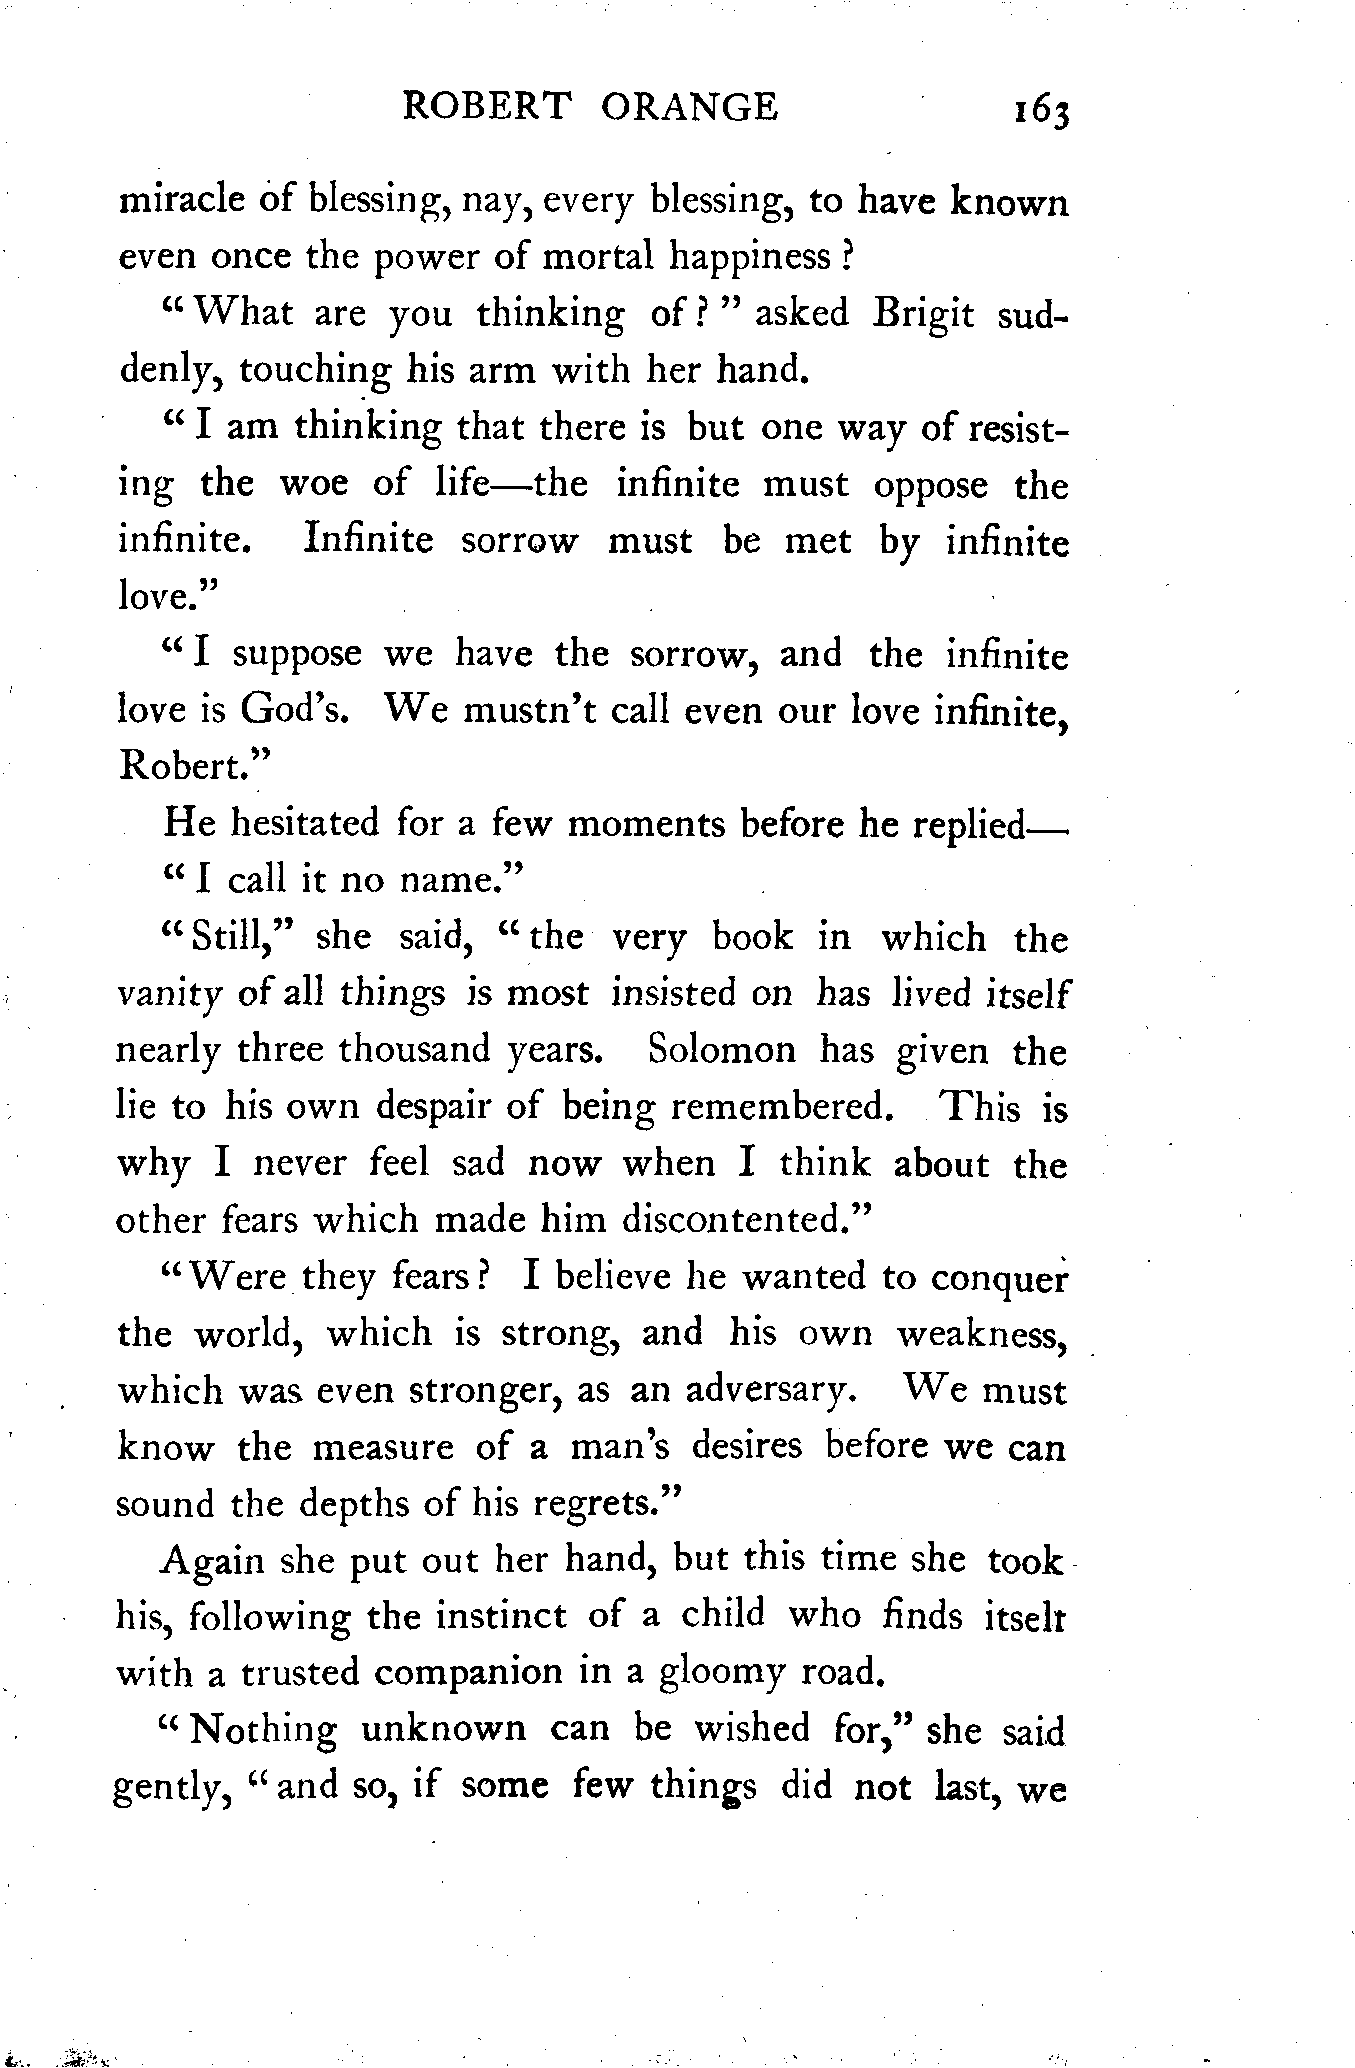 ROBERT ORANGE 163
miracle of blessing, nay, every blessing, to have known
even once the power of mortal happiness?
"What are you thinking of?" asked Brigit sud-
denly, touching his arm with her hand.
"I am thinking that there is but one way of resist-
ing the woe of life—the infinite must oppose the
infinite. Infinite sorrow must be met by infinite
love."
"I suppose we have the sorrow, and the infinite
love is God's. We mustn't call even our love infinite,
Robert."
He hesitated for a few moments before he replied—
"I call it no name."
"Still," she said, "the very book in which the
vanity of all things is most insisted on has lived itself
nearly three thousand years. Solomon has given the
lie to his own despair of being remembered. This is
why I never feel sad now when I think about the
other fears which made him discontented."
"Were they fears? I believe he wanted to conquer
the world, which is strong, and his own weakness,
which was even stronger, as an adversary. We must
know the measure of a man's desires before we can
sound the depths of his regrets."
Again she put out her hand, but this time she took
his, following the instinct of a child who finds itself
with a trusted companion in a gloomy road.
"Nothing unknown can be wished for," she said
gently, "and so, if some few things did not last, we